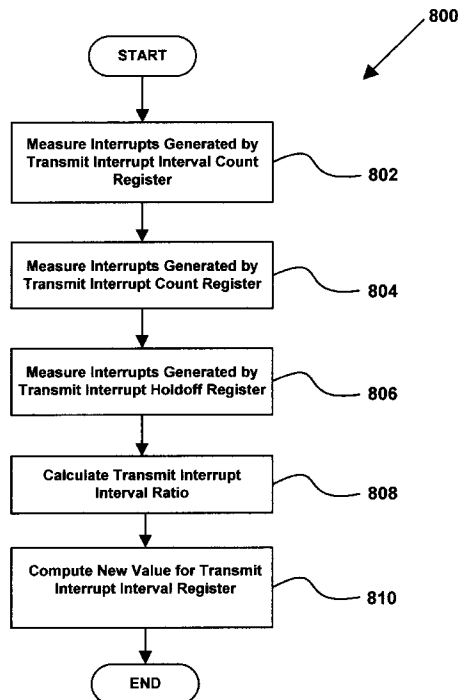 800
START
Measure Interrupts Generated by
Transmit Interrupt Interval Count
Register
802
Measure Interrupts Generated by
Transmit Interrupt Count Register
804
Measure Interrupts Generated by
Transmit Interrupt Holdoff Register
806
Calculate Transmit Interrupt
Interval Ratio
808
Compute New Value for Transmit
Interrupt Interval Register
810
END